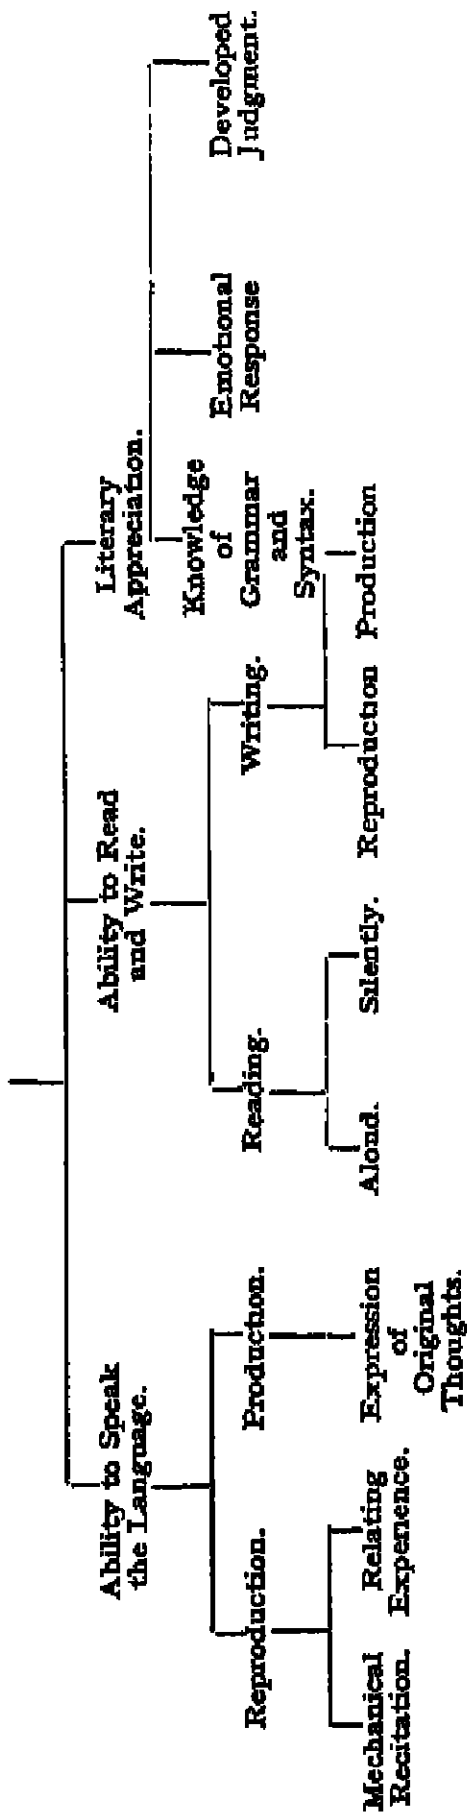 Ability to Speak
the Language.
Ability to Read
and Write.
Literary
Appreciation.
Reproduction.
Production.
Reading.
Writing.
Knowledge
of
Grammar
and
Syntax.
Emotional
Response
Developed
Judgment.
Mechanical
Recitation.
Relating
Experience.
Expression
of
Original
Thoughts.
Aloud.
Silently.
Reproduction
Production